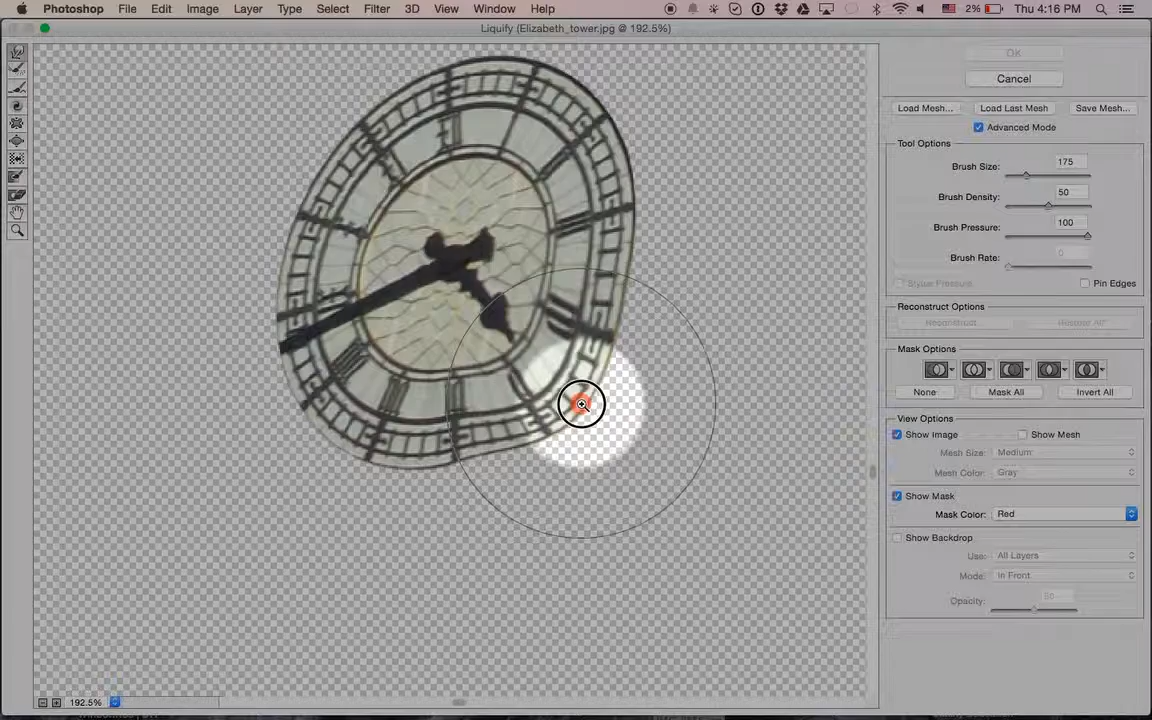 Photoshop File Edit Image Layer Type Select Filter 3D View Window Help 2% Thu 4:16 PM
Liquify (Elizabeth_tower.jpg @ 192.5%)
OK
Cancel
Load Mesh... Load Last Mesh Save Mesh...
Advanced Mode
Tool Options
Brush Size: 175
Brush Density: 50
Brush Pressure: 100
Brush Rate: 0
Stylus Pressure Pin Edges
Reconstruct Options
Reconstruct... Restore All
Mask Options
None Mask All Invert All
View Options
Show Image Show Mesh
Mesh Size: Medium
Mesh Color: Gray
Show Mask
Mask Color: Red
Show Backdrop
Use: All Layers
Mode: In Front
Opacity:
192.5%